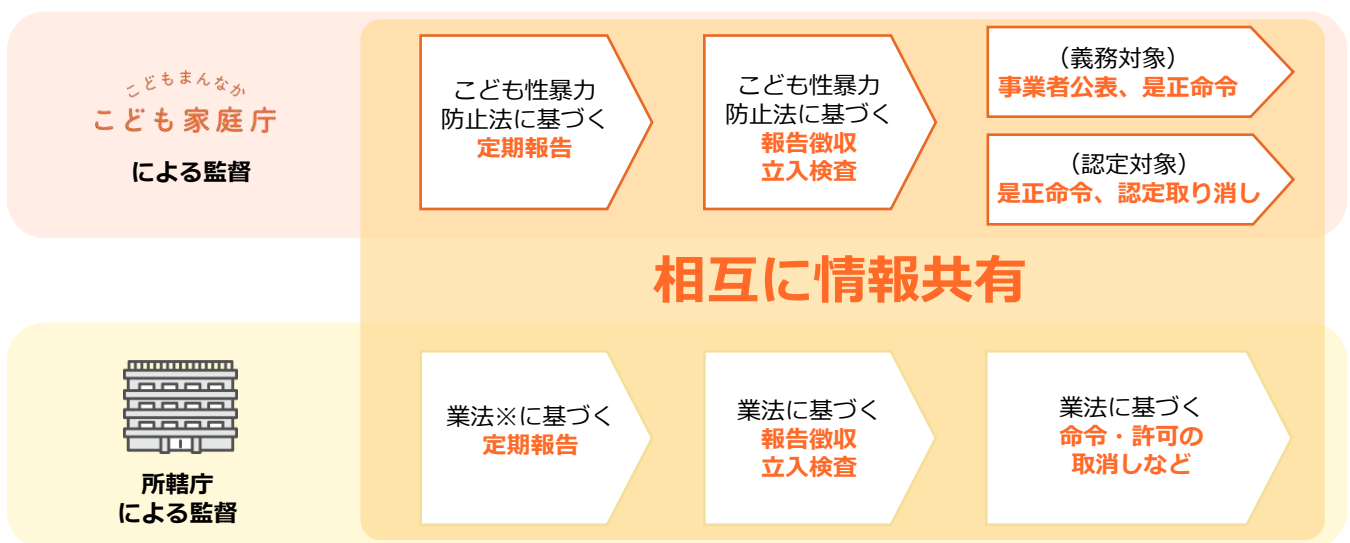 こどもまんなか
こども家庭庁
による監督
こども性暴力
防止法に基づく
定期報告
こども性暴力
防止法に基づく
報告徴収
立入検査
（義務対象）
事業者公表、是正命令
（認定対象）
是正命令、認定取り消し
相互に情報共有
所轄庁
による監督
業法※に基づく
定期報告
業法に基づく
報告徴収
立入検査
業法に基づく
命令・許可の
取消しなど